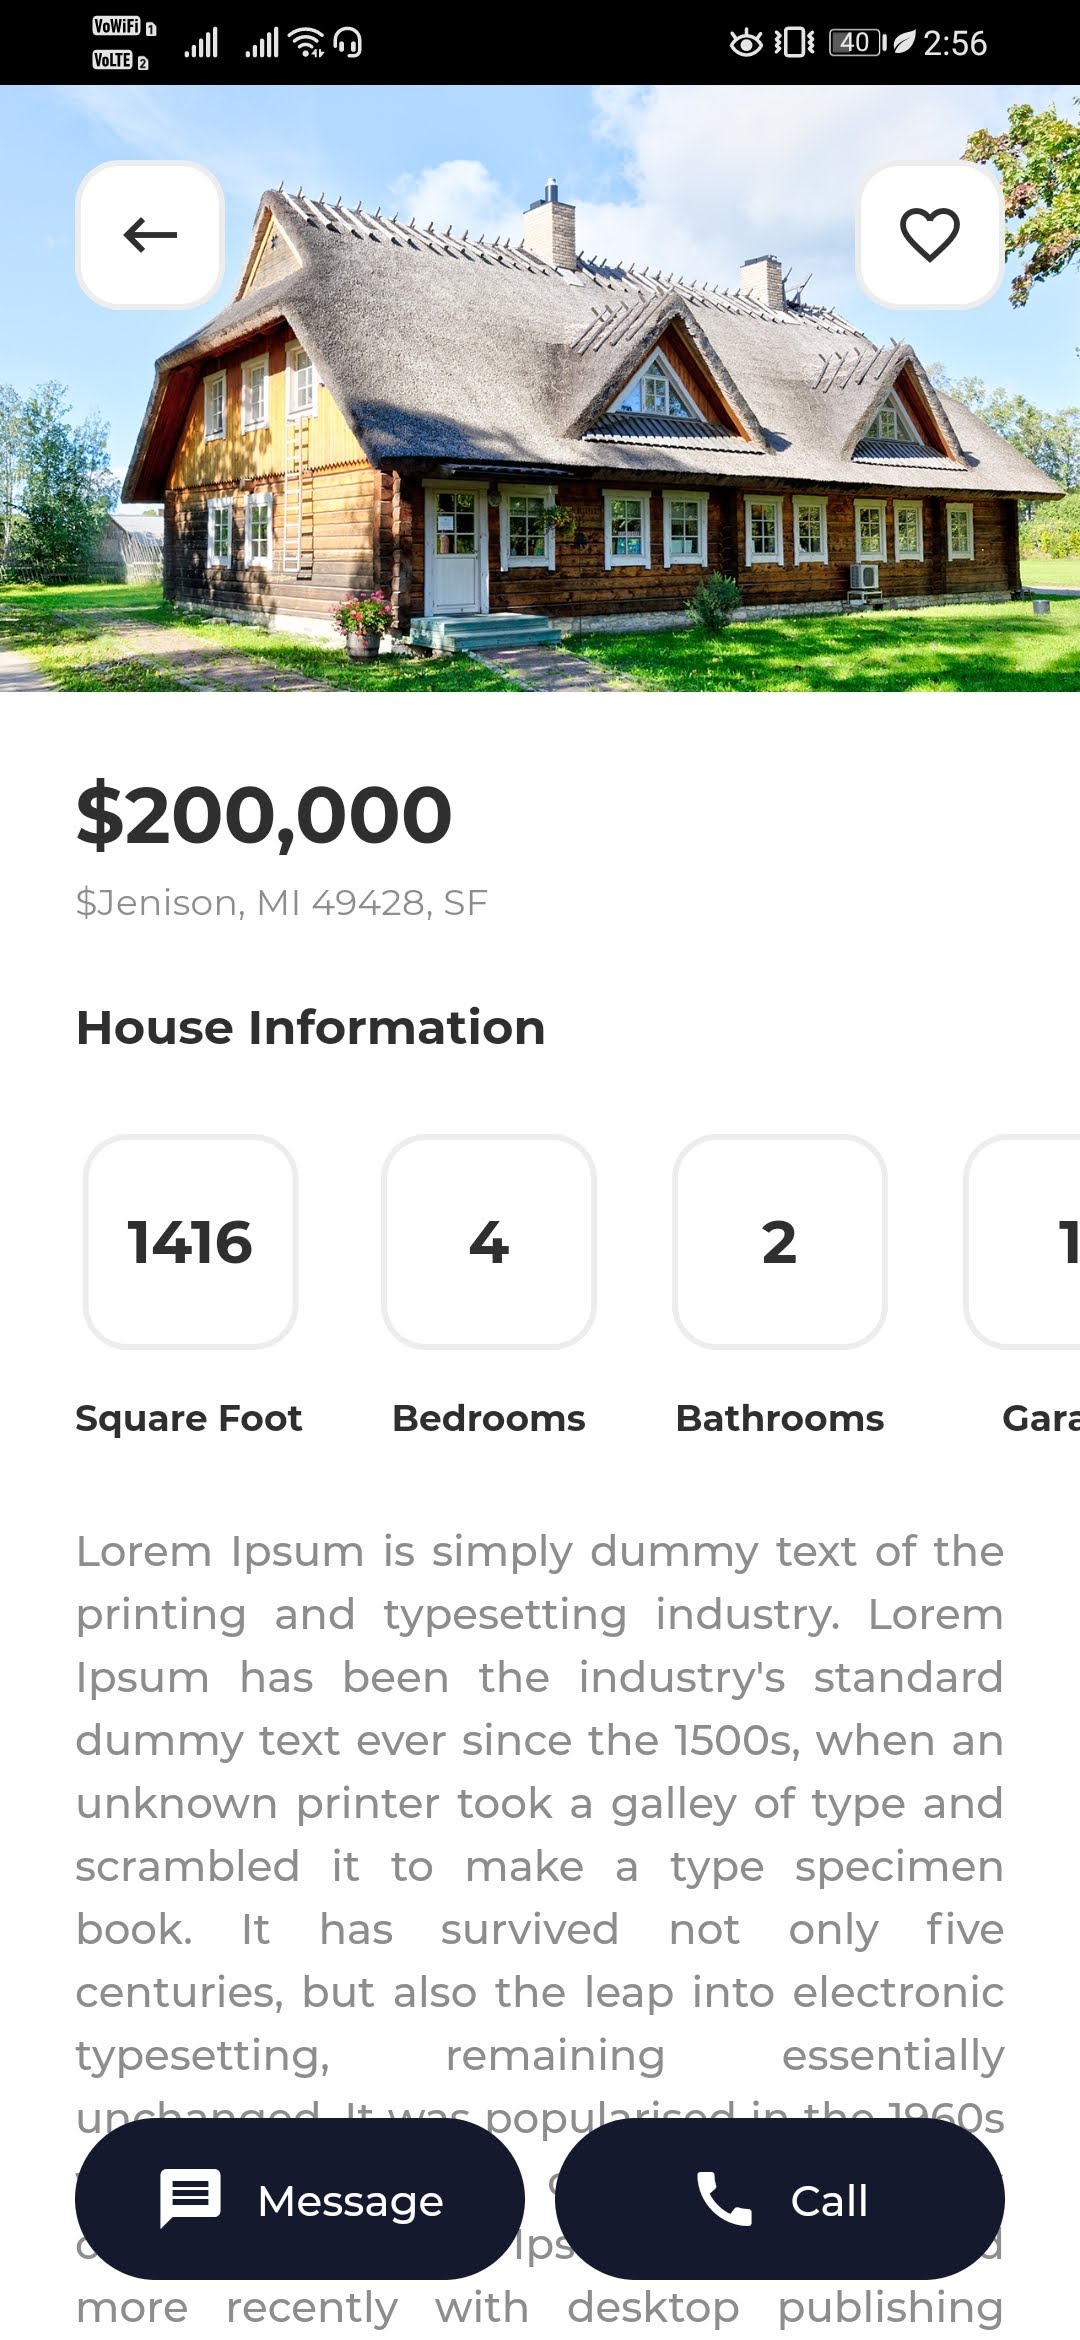 VoWiFi 1
VoLTE 2
40 2:56
$200,000
$Jenison, MI 49428, SF
House Information
1416 4 2 1
Square Foot Bedrooms Bathrooms Gara
Lorem Ipsum is simply dummy text of the
printing and typesetting industry. Lorem
Ipsum has been the industry's standard
dummy text ever since the 1500s, when an
unknown printer took a galley of type and
scrambled it to make a type specimen
book. It has survived not only five
centuries, but also the leap into electronic
typesetting, remaining essentially
unchanged. It was popularised in the 1960s
Message Call
more recently with desktop publishing